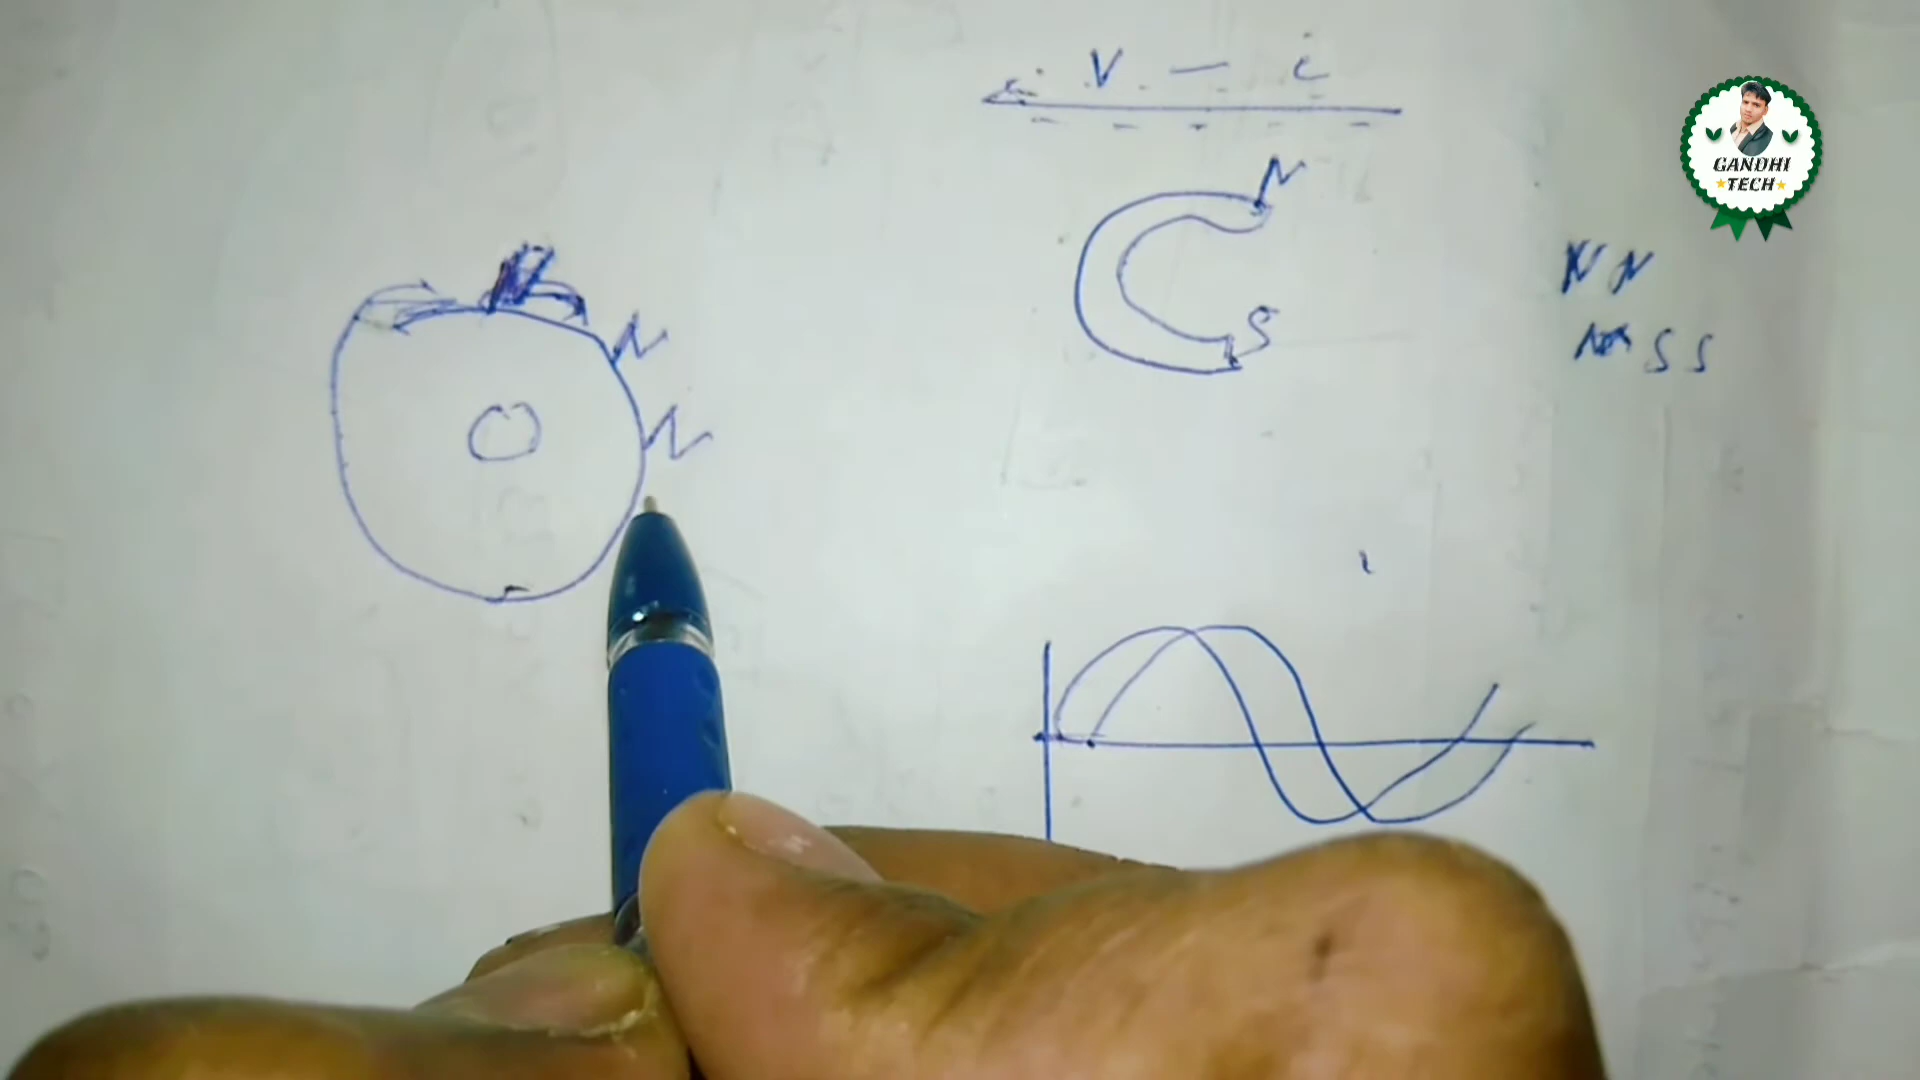 V - i
N
S
N N
S S
N
N
GANDHI
TECH